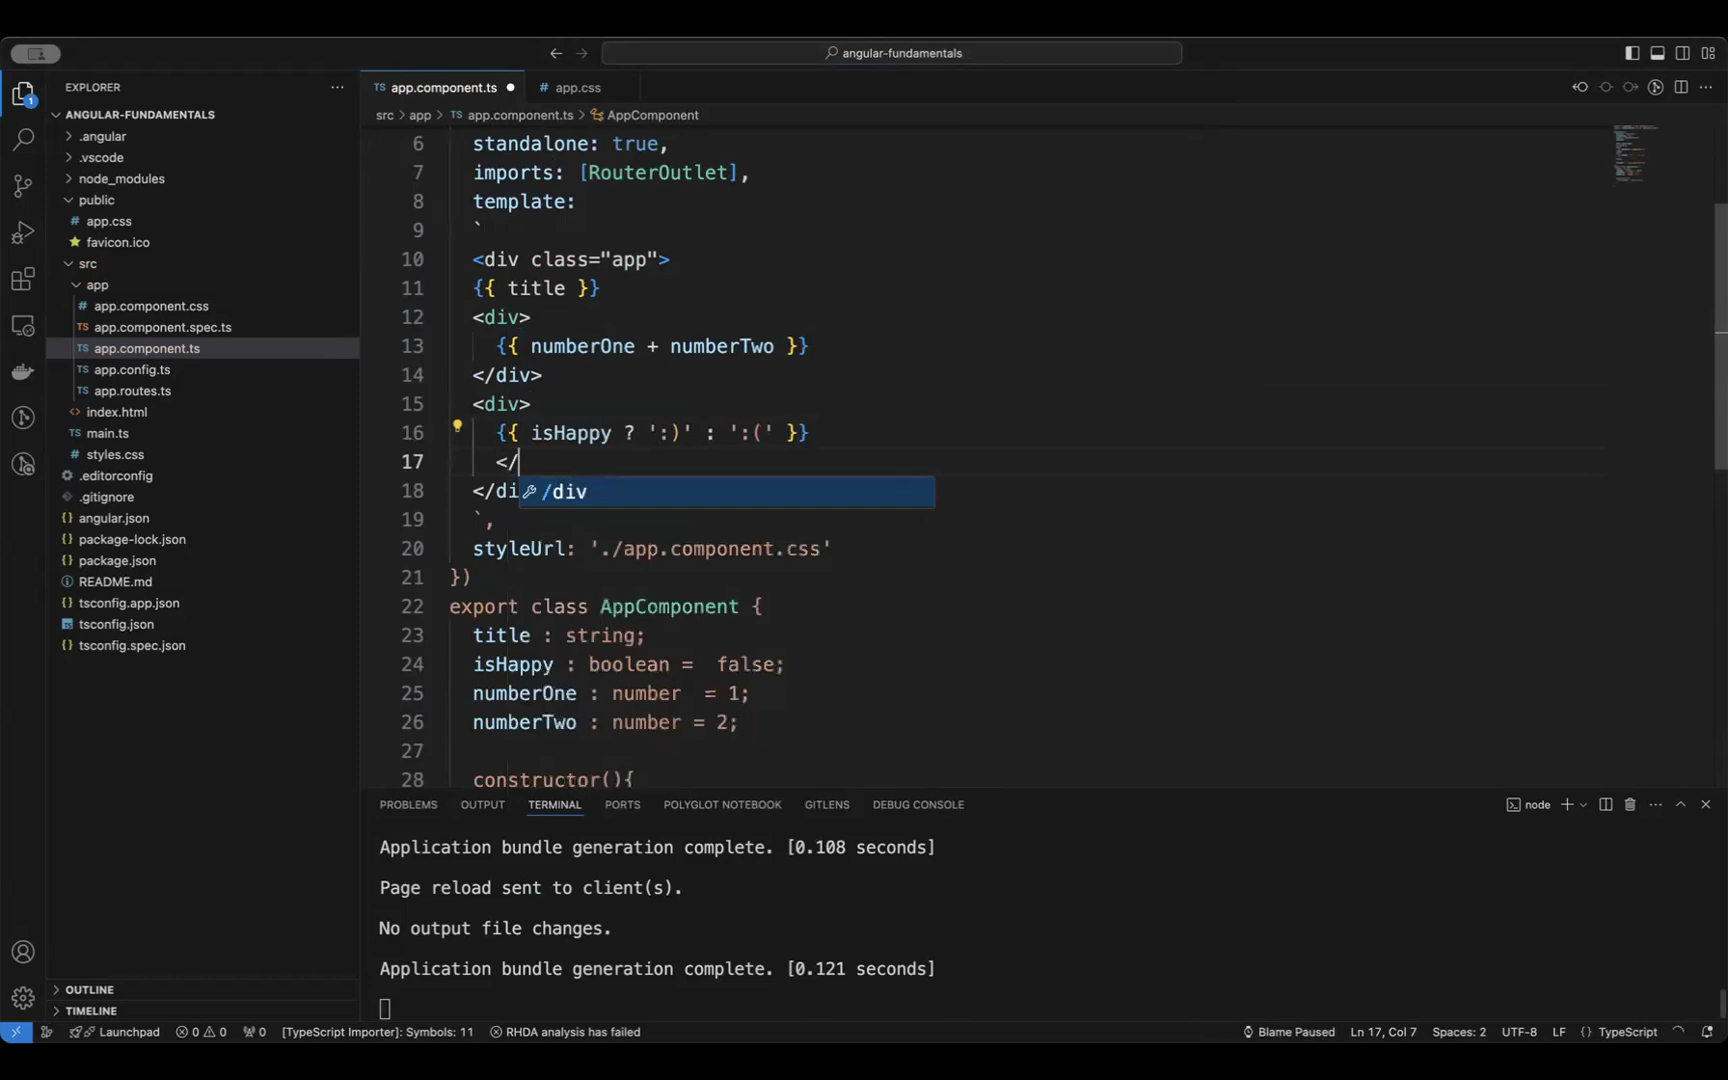 angular-fundamentals
EXPLORER
app.component.ts
app.css
src > app > app.component.ts > AppComponent
1
ANGULAR-FUNDAMENTALS
.angular
.vscode
node_modules
public
app.css
favicon.ico
src
app
app.component.css
app.component.spec.ts
app.component.ts
app.config.ts
app.routes.ts
index.html
main.ts
styles.css
.editorconfig
.gitignore
angular.json
package-lock.json
package.json
README.md
tsconfig.app.json
tsconfig.json
tsconfig.spec.json
OUTLINE
TIMELINE
6 standalone: true,
7 imports: [RouterOutlet],
8 template:
9 `
10 <div class="app">
11 {{ title }}
12 <div>
13 {{ numberOne + numberTwo }}
14 </div>
15 <div>
16 {{ isHappy ? ':)' : ':(' }}
17 </
/div
18 </di
19 `,
20 styleUrl: './app.component.css'
21 })
22 export class AppComponent {
23 title : string;
24 isHappy : boolean =  false;
25 numberOne : number  = 1;
26 numberTwo : number = 2;
27
28 constructor(){
PROBLEMS OUTPUT TERMINAL PORTS POLYGLOT NOTEBOOK GITLENS DEBUG CONSOLE
node
Application bundle generation complete. [0.108 seconds]
Page reload sent to client(s).
No output file changes.
Application bundle generation complete. [0.121 seconds]
Launchpad 0 0 0 [TypeScript Importer]: Symbols: 11 RHDA analysis has failed
Blame Paused Ln 17, Col 7 Spaces: 2 UTF-8 LF {} TypeScript